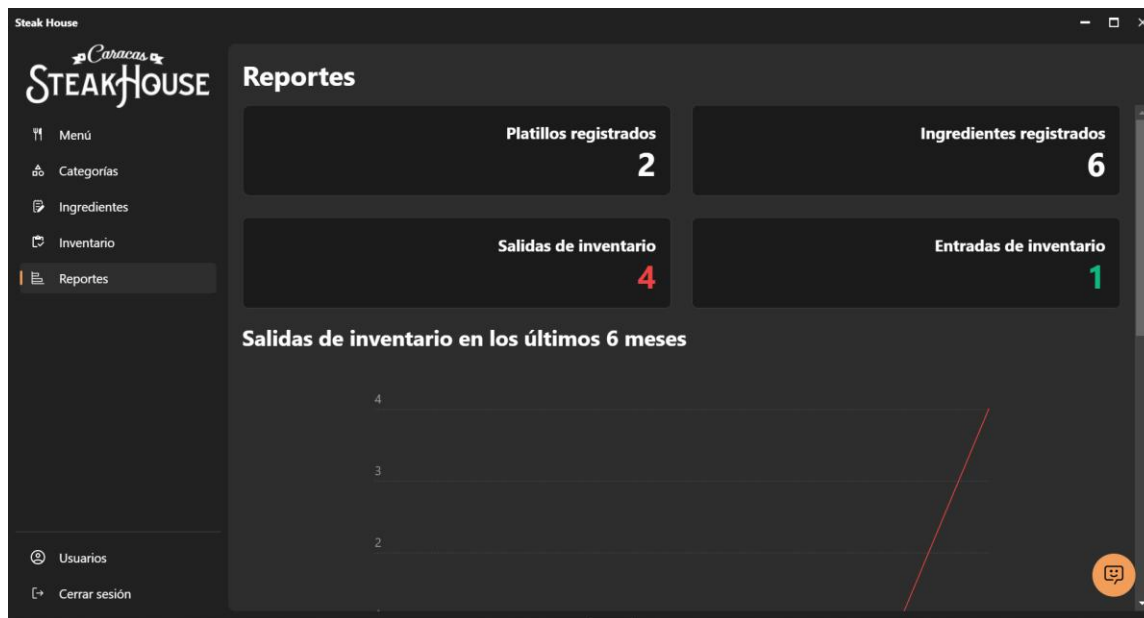 Steak House
Caracas
STEAKHOUSE
Menú
Categorías
Ingredientes
Inventario
Reportes
Usuarios
Cerrar sesión
Reportes
Platillos registrados
2
Ingredientes registrados
6
Salidas de inventario
4
Entradas de inventario
1
Salidas de inventario en los últimos 6 meses
4
3
2